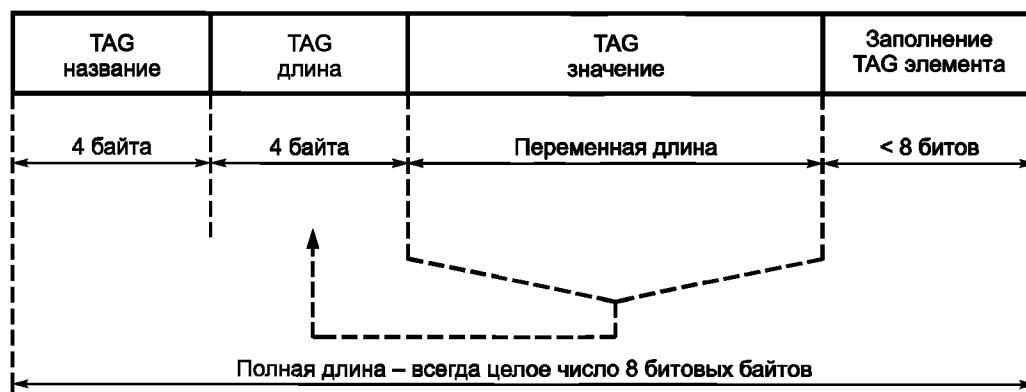 TAG
название
TAG
длина
TAG
значение
Заполнение
TAG элемента
4 байта
4 байта
Переменная длина
< 8 битов
Полная длина – всегда целое число 8 битовых байтов